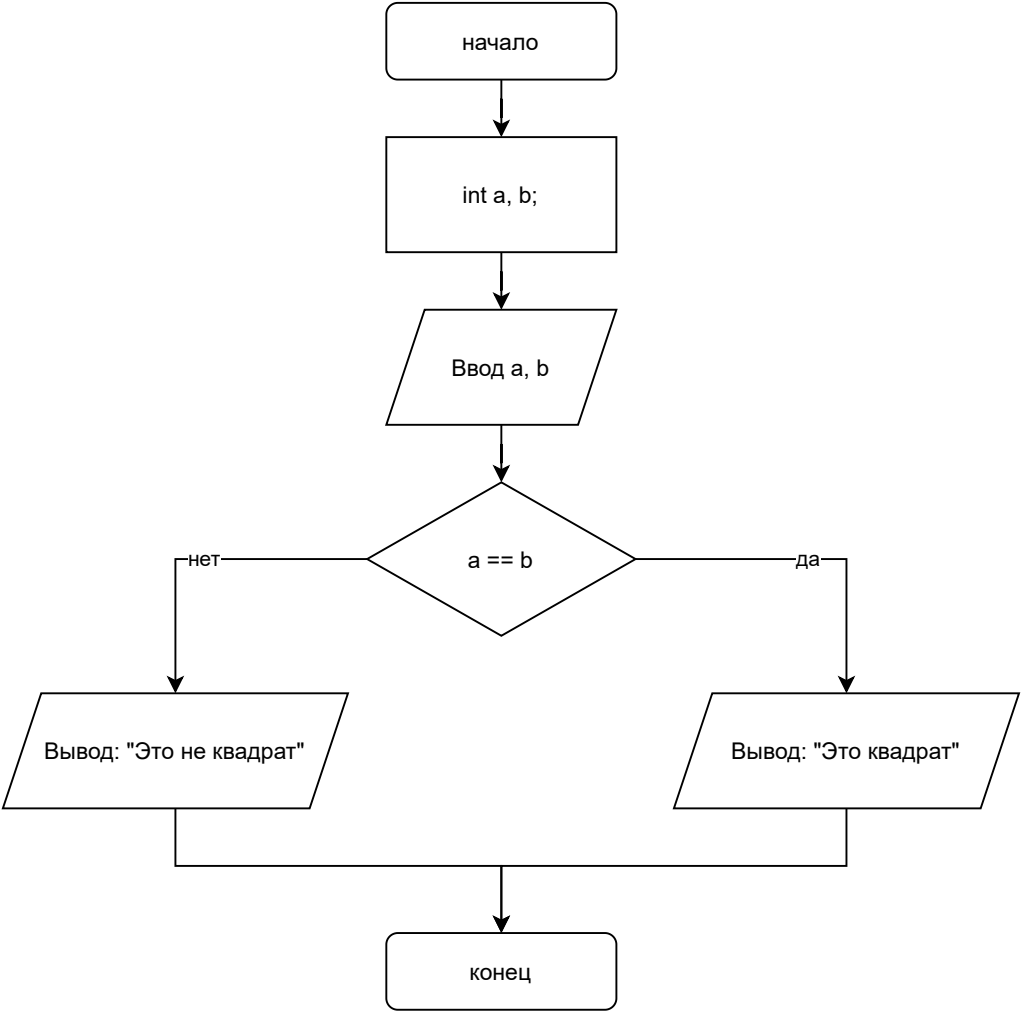 начало
int a, b;
Ввод a, b
a == b
нет
да
Вывод: "Это не квадрат"
Вывод: "Это квадрат"
конец